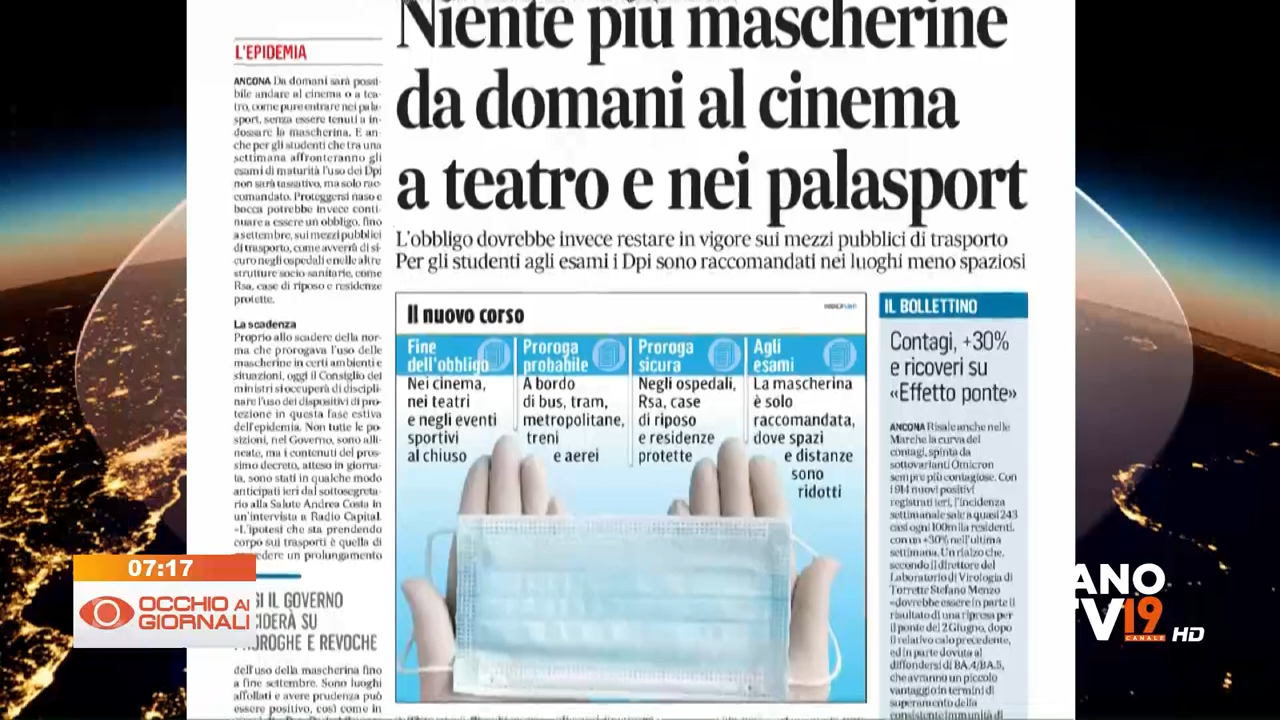 Niente più mascherine
da domani al cinema
a teatro e nei palasport
L'obbligo dovrebbe invece restare in vigore sui mezzi pubblici di trasporto
Per gli studenti agli esami i Dpi sono raccomandati nei luoghi meno spaziosi
L'EPIDEMIA
ANCONA Da domani sarà possi-
bile andare al cinema o a tea-
tro, come pure entrare nei pala-
sport, senza essere tenuti a in-
dossare la mascherina. E an-
che per gli studenti che tra una
settimana affronteranno gli
esami di maturità l'uso dei Dpi
non sarà tassativo, ma solo rac-
comandato. Proteggersi naso e
bocca potrebbe invece conti-
nuare a essere un obbligo, fino
a settembre, sui mezzi pubblici
di trasporto, come avverrà di si-
curo negli ospedali e nelle altre
strutture socio sanitarie, come
Rsa, case di riposo e residenze
protette.
La scadenza
Proprio allo scadere della nor-
ma che prorogava l'uso delle
mascherine in certi ambienti e
situazioni, oggi il Consiglio dei
ministri si occuperà di discipli-
nare l'uso dei dispositivi di pro-
tezione in questa fase estiva
dell'epidemia. Non tutte le po-
sizioni, nel Governo, sono alli-
neate, ma i contenuti del pros-
simo decreto, atteso in giorna-
ta, sono stati in qualche modo
anticipati ieri dal sottosegreta-
rio alla Salute Andrea Costa in
un'intervista a Radio Capital.
«L'ipotesi che sta prendendo
corpo sui trasporti è quella di
edere un prolungamento
GI IL GOVERNO
CIDERÀ SU
ROROGHE E REVOCHE
dell'uso della mascherina fino
a fine settembre. Sono luoghi
affollati e avere prudenza può
essere positivo, così come in
Il nuovo corso
Fine
dell'obbligo
Nei cinema,
nei teatri
e negli eventi
sportivi
al chiuso
Proroga
probabile
A bordo
di bus, tram,
metropolitane,
treni
e aerei
Proroga
sicura
Negli ospedali,
Rsa, case
di riposo
e residenze
protette
Agli
esami
La mascherina
è solo
raccomandata,
dove spazi
e distanze
sono
ridotti
IL BOLLETTINO
Contagi, +30%
e ricoveri su
«Effetto ponte»
ANCONA Risale anche nelle
Marche la curva dei
contagi, spinta da
sottovarianti Omicron
sempre più contagiose. Con
1914 nuovi positivi
registrati ieri, l'incidenza
settimanale sale a quasi 243
casi ogni 100mila residenti,
con un +30% nell'ultima
settimana. Un rialzo che,
secondo il direttore del
Laboratorio di Virologia di
Torrette Stefano Menzo
«dovrebbe essere in parte il
risultato di una ripresa per
il ponte del 2 Giugno, dopo
il relativo calo precedente,
ed in parte dovuta al
diffondersi di BA.4/BA.5,
che avranno un piccolo
vantaggio in termini di
superamento della
consistente immunità di
07:17
OCCHIO AI
GIORNALI
ANO
TV 19
CANALE HD